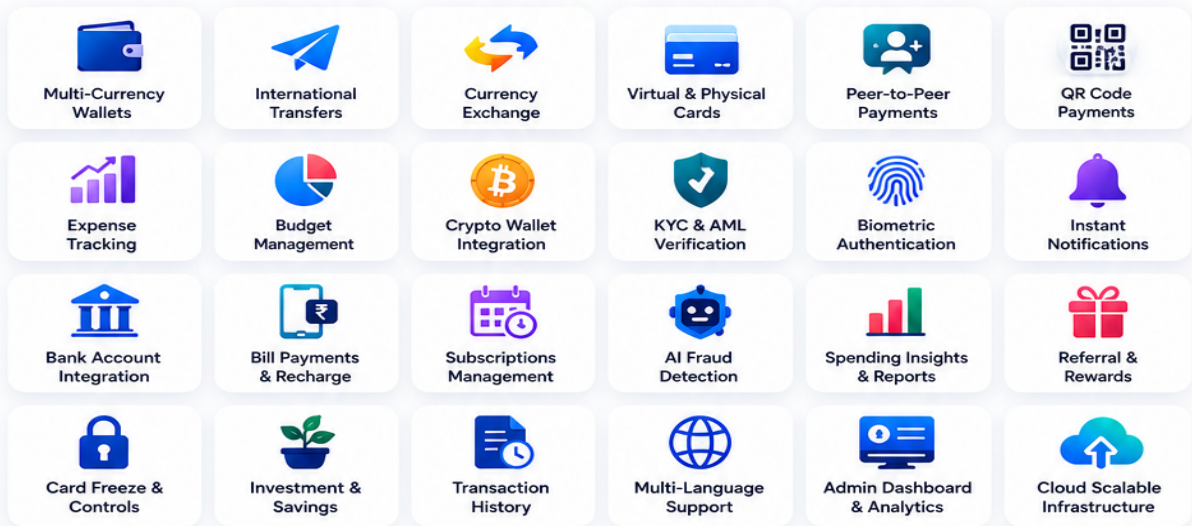 Multi-Currency
Wallets
International
Transfers
Currency
Exchange
Virtual & Physical
Cards
Peer-to-Peer
Payments
QR Code
Payments
Expense
Tracking
Budget
Management
Crypto Wallet
Integration
KYC & AML
Verification
Biometric
Authentication
Instant
Notifications
Bank Account
Integration
₹
Bill Payments
& Recharge
Subscriptions
Management
AI Fraud
Detection
Spending Insights
& Reports
Referral &
Rewards
Card Freeze &
Controls
Investment &
Savings
Transaction
History
Multi-Language
Support
Admin Dashboard
& Analytics
Cloud Scalable
Infrastructure